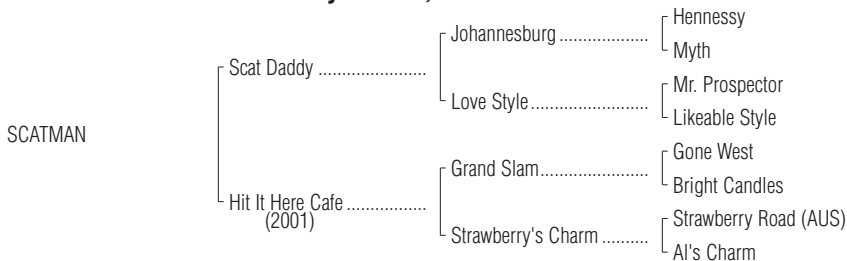 Hennessy
Johannesburg ...................
Myth
Scat Daddy .......................
Mr. Prospector
Love Style.........................
Likeable Style
SCATMAN
Gone West
Grand Slam.......................
Bright Candles
Hit It Here Cafe .................
(2001)
Strawberry Road (AUS)
Strawberry's Charm ..........
Al's Charm